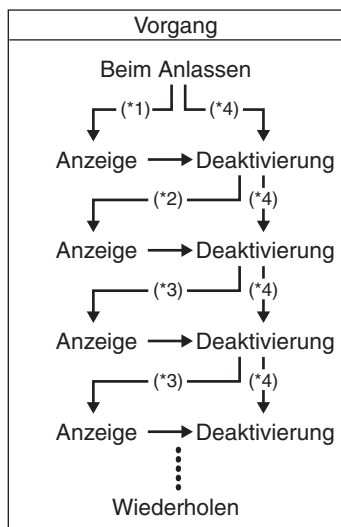 Vorgang
Beim Anlassen
(*1) (*4)
Anzeige Deaktivierung
(*2) (*4)
Anzeige Deaktivierung
(*3) (*4)
Anzeige Deaktivierung
(*3) (*4)
Anzeige Deaktivierung
Wiederholen